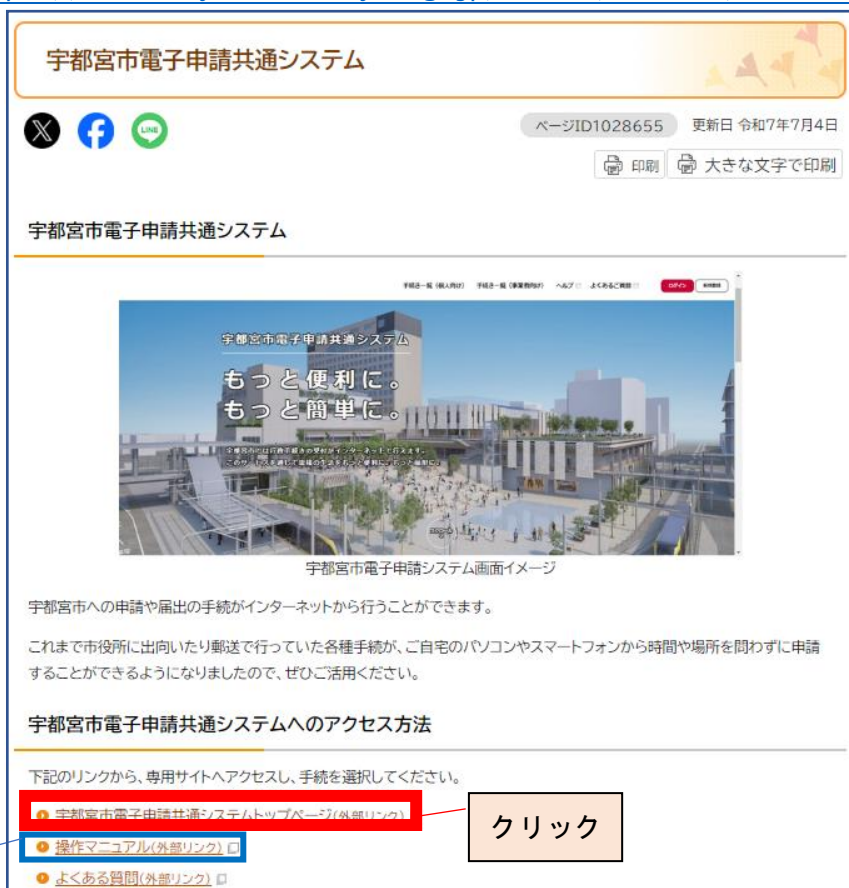 宇都宮市電子申請共通システム
LINE
ページID1028655 更新日 令和7年7月4日
印刷 大きな文字で印刷
宇都宮市電子申請共通システム
手続き一覧(個人向け) 手続き一覧(事業者向け) ヘルプ よくあるご質問 ログイン
宇都宮市電子申請共通システム
もっと便利に。
もっと簡単に。
宇都宮市電子申請システム画面イメージ
宇都宮市への申請や届出の手続がインターネットから行うことができます。
これまで市役所に出向いたり郵送で行っていた各種手続が、ご自宅のパソコンやスマートフォンから時間や場所を問わずに申請
することができるようになりましたので、ぜひご活用ください。
宇都宮市電子申請共通システムへのアクセス方法
下記のリンクから、専用サイトへアクセスし、手続を選択してください。
宇都宮市電子申請共通システムトップページ(外部リンク)
クリック
操作マニュアル(外部リンク)
よくある質問(外部リンク)